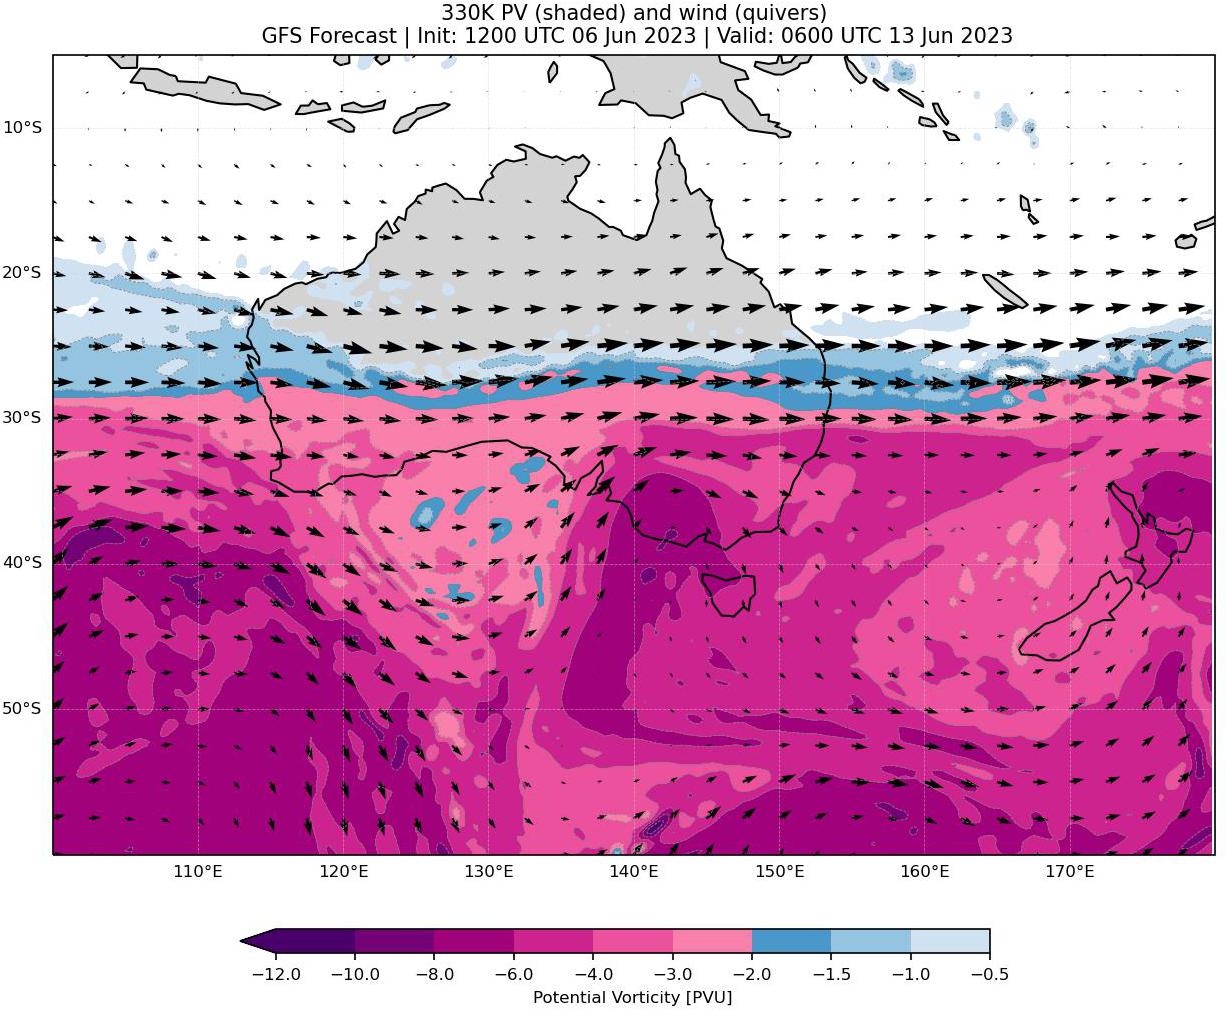 330K PV (shaded) and wind (quivers)
GFS Forecast | Init: 1200 UTC 06 Jun 2023 | Valid: 0600 UTC 13 Jun 2023
10°S
20°S
30°S
40°S
50°S
110°E 120°E 130°E 140°E 150°E 160°E 170°E
−12.0 −10.0 −8.0 −6.0 −4.0 −3.0 −2.0 −1.5 −1.0 −0.5
Potential Vorticity [PVU]